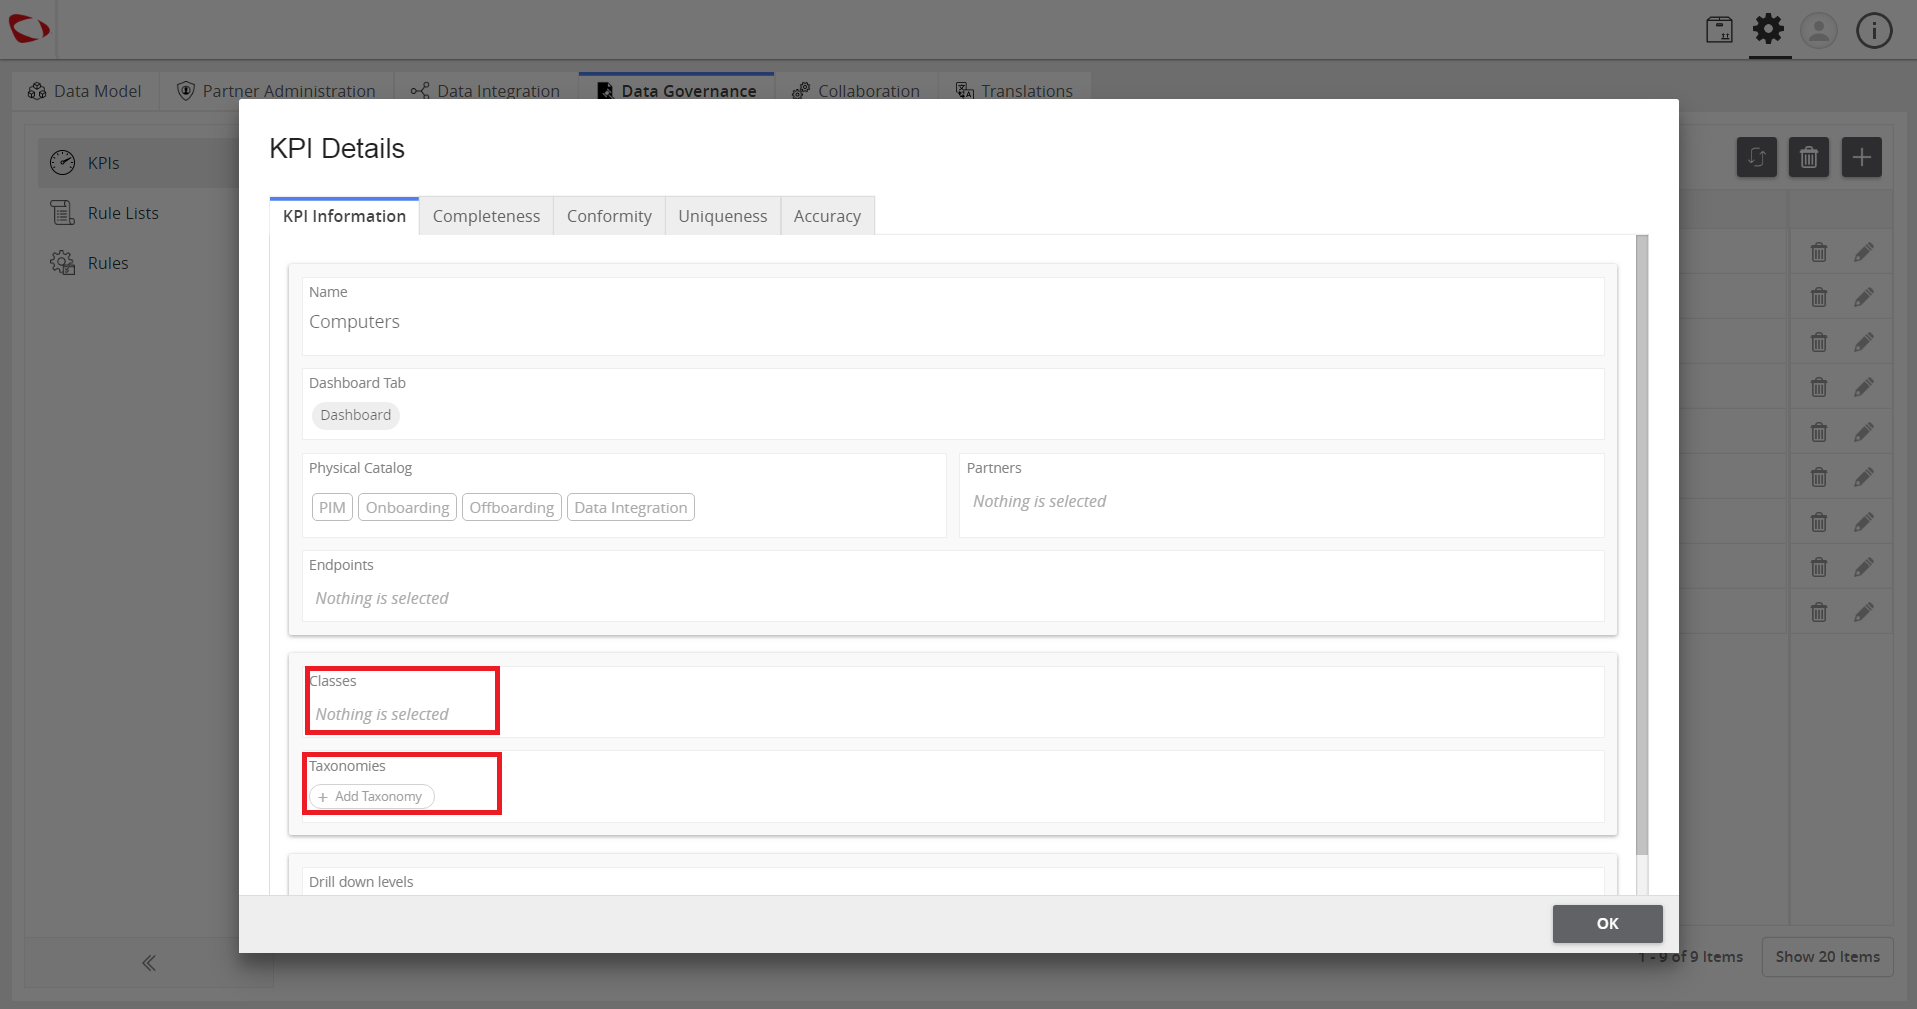 Data Model
Partner Administration
Data Integration
Data Governance
Collaboration
Translations
KPIs
Rule Lists
Rules
KPI Details
KPI Information
Completeness
Conformity
Uniqueness
Accuracy
Name
Computers
Dashboard Tab
Dashboard
Physical Catalog
PIM
Onboarding
Offboarding
Data Integration
Partners
Nothing is selected
Endpoints
Nothing is selected
Classes
Nothing is selected
Taxonomies
+ Add Taxonomy
Drill down levels
OK
1 - 9 of 9 Items
Show 20 Items